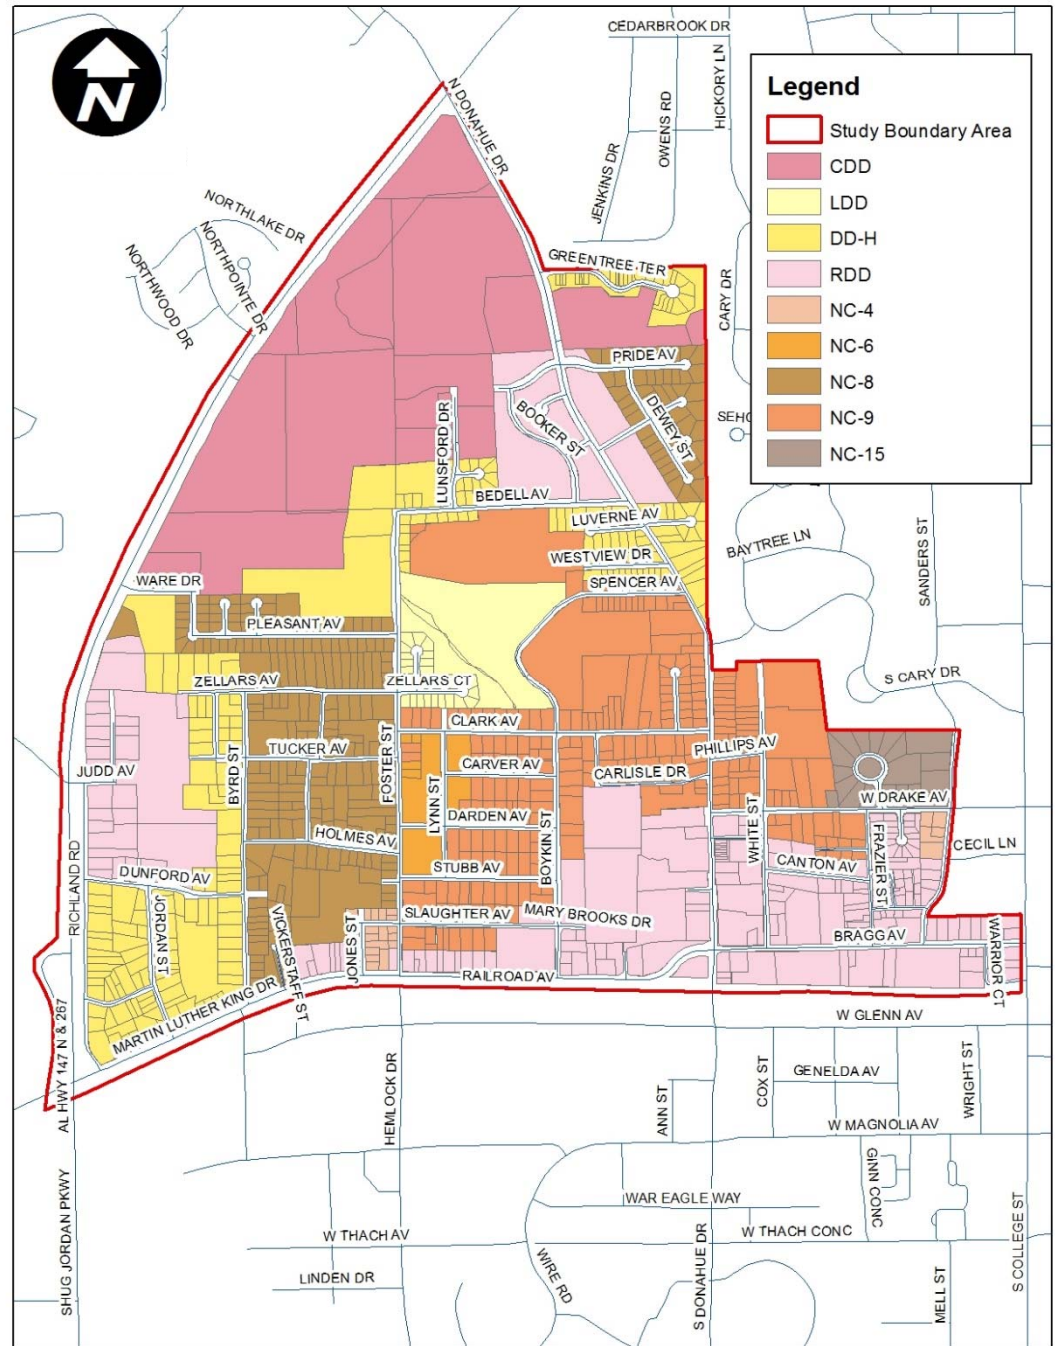 N
CEDARBROOK DR
HICKORY LN
OWENS RD
JENKINS DR
N DONAHUE DR
Legend
Study Boundary Area
CDD
LDD
DD-H
RDD
NC-4
NC-6
NC-8
NC-9
NC-15
NORTHLAKE DR
NORTHPOINTE DR
NORTHWOOD DR
GREENTREE TER
CARY DR
PRIDE AV
DEWEY ST
BOOKER ST
LUNSFORD DR
BEDELL AV
LUVERNE AV
WESTVIEW DR
SPENCER AV
BAYTREE LN
SANDERS ST
WARE DR
PLEASANT AV
ZELLARS AV
ZELLARS CT
S CARY DR
CLARK AV
TUCKER AV
FOSTER ST
PHILLIPS AV
JUDD AV
BYRD ST
CARVER AV
CARLISLE DR
LYNN ST
W DRAKE AV
DARDEN AV
HOLMES AV
BOYKIN ST
WHITE ST
FRAZIER ST
CECIL LN
STUBB AV
CANTON AV
DUNFORD AV
RICHLAND RD
JORDAN ST
VICKERSTAFF ST
JONES ST
SLAUGHTER AV
MARY BROOKS DR
BRAGG AV
WARRIOR CT
RAILROAD AV
MARTIN LUTHER KING DR
W GLENN AV
AL HWY 147 N & 267
HEMLOCK DR
ANN ST
COX ST
GENELDA AV
WRIGHT ST
W MAGNOLIA AV
GINN CONC
WAR EAGLE WAY
SHUG JORDAN PKWY
W THACH AV
W THACH CONC
S DONAHUE DR
S COLLEGE ST
WIRE RD
LINDEN DR
MELL ST